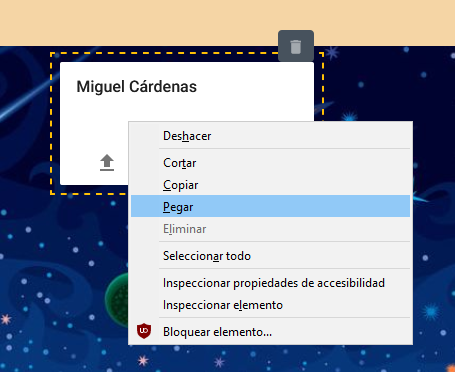 Miguel Cárdenas
Deshacer
Cortar
Copiar
Pegar
Eliminar
Seleccionar todo
Inspeccionar propiedades de accesibilidad
Inspeccionar elemento
Bloquear elemento...